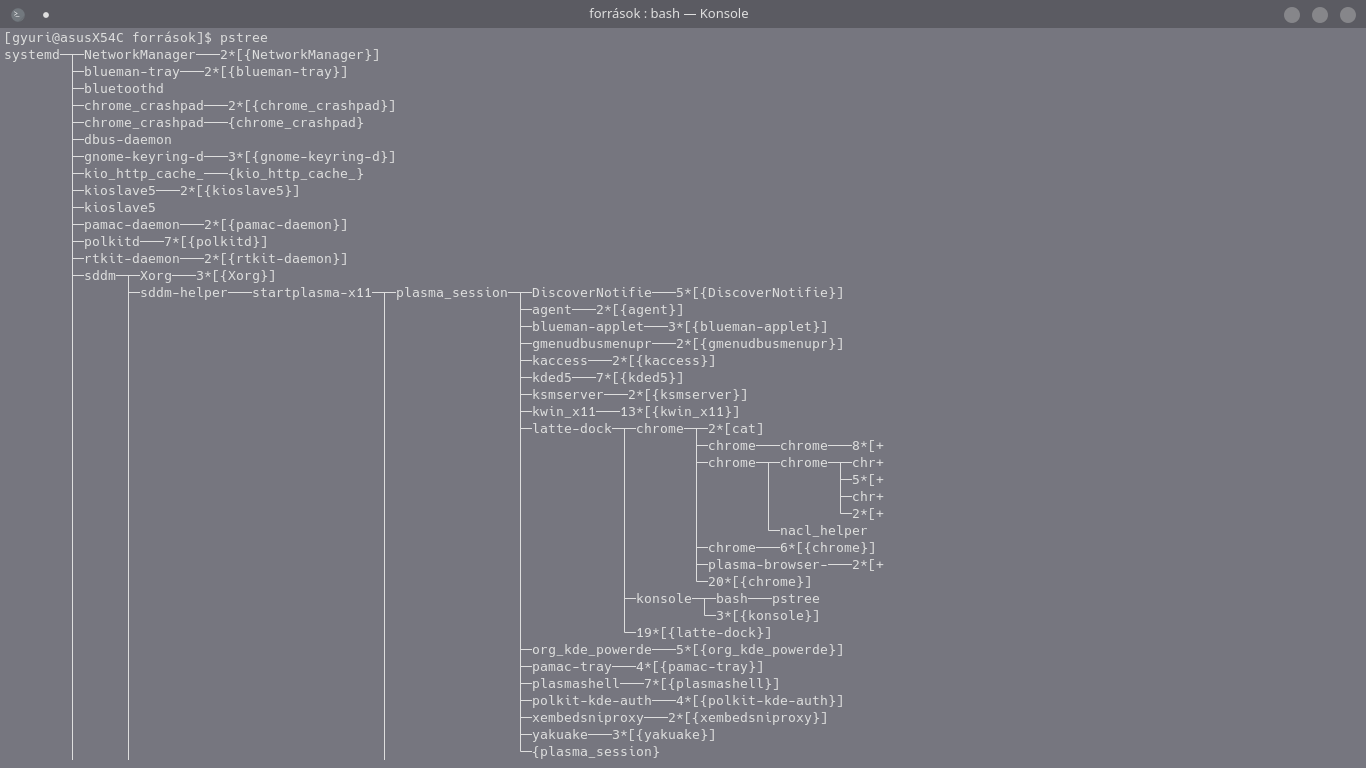 források : bash — Konsole
[gyuri@asusX54C források]$ pstree
systemd─┬─NetworkManager───2*[{NetworkManager}]
        ├─blueman-tray───2*[{blueman-tray}]
        ├─bluetoothd
        ├─chrome_crashpad───2*[{chrome_crashpad}]
        ├─chrome_crashpad───{chrome_crashpad}
        ├─dbus-daemon
        ├─gnome-keyring-d───3*[{gnome-keyring-d}]
        ├─kio_http_cache_───{kio_http_cache_}
        ├─kioslave5───2*[{kioslave5}]
        ├─kioslave5
        ├─pamac-daemon───2*[{pamac-daemon}]
        ├─polkitd───7*[{polkitd}]
        ├─rtkit-daemon───2*[{rtkit-daemon}]
        ├─sddm─┬─Xorg───3*[{Xorg}]
        │      ├─sddm-helper───startplasma-x11─┬─plasma_session─┬─DiscoverNotifie───5*[{DiscoverNotifie}]
        │      │                               │                ├─agent───2*[{agent}]
        │      │                               │                ├─blueman-applet───3*[{blueman-applet}]
        │      │                               │                ├─gmenudbusmenupr───2*[{gmenudbusmenupr}]
        │      │                               │                ├─kaccess───2*[{kaccess}]
        │      │                               │                ├─kded5───7*[{kded5}]
        │      │                               │                ├─ksmserver───2*[{ksmserver}]
        │      │                               │                ├─kwin_x11───13*[{kwin_x11}]
        │      │                               │                ├─latte-dock─┬─chrome─┬─2*[cat]
        │      │                               │                │            │        ├─chrome───chrome───8*[+
        │      │                               │                │            │        ├─chrome─┬─chrome─┬─chr+
        │      │                               │                │            │        │        │        ├─5*[+
        │      │                               │                │            │        │        │        ├─chr+
        │      │                               │                │            │        │        │        └─2*[+
        │      │                               │                │            │        │        └─nacl_helper
        │      │                               │                │            │        ├─chrome───6*[{chrome}]
        │      │                               │                │            │        ├─plasma-browser-───2*[+
        │      │                               │                │            │        └─20*[{chrome}]
        │      │                               │                │            ├─konsole─┬─bash───pstree
        │      │                               │                │            │         └─3*[{konsole}]
        │      │                               │                │            └─19*[{latte-dock}]
        │      │                               │                ├─org_kde_powerde───5*[{org_kde_powerde}]
        │      │                               │                ├─pamac-tray───4*[{pamac-tray}]
        │      │                               │                ├─plasmashell───7*[{plasmashell}]
        │      │                               │                ├─polkit-kde-auth───4*[{polkit-kde-auth}]
        │      │                               │                ├─xembedsniproxy───2*[{xembedsniproxy}]
        │      │                               │                ├─yakuake───3*[{yakuake}]
        │      │                               │                └─{plasma_session}